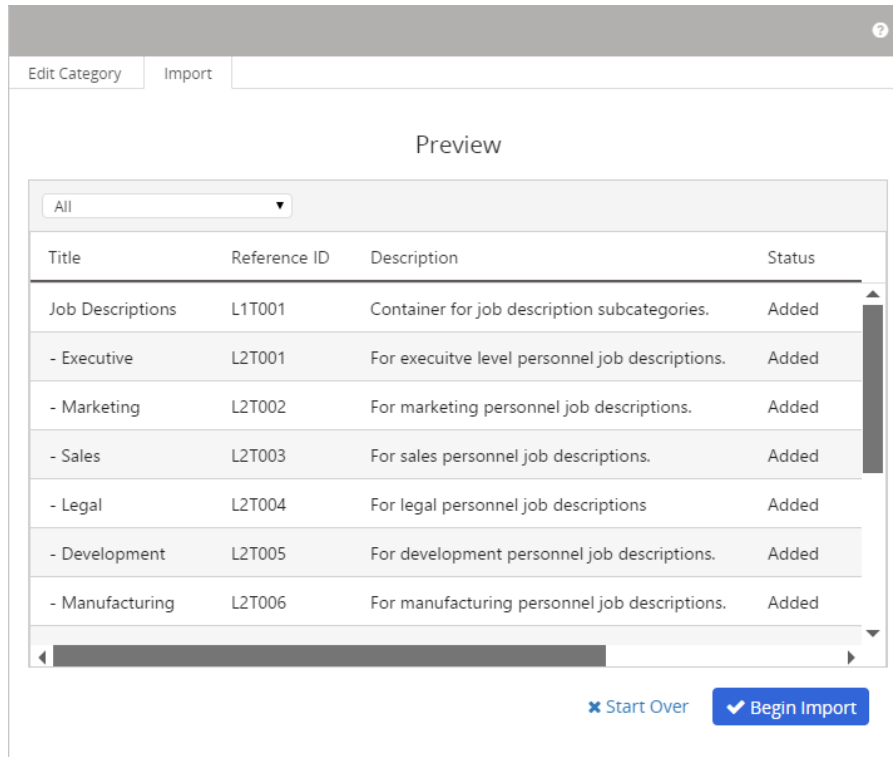 Edit Category Import
Preview
All
Title Reference ID Description Status
Job Descriptions L1T001 Container for job description subcategories. Added
- Executive L2T001 For execuitve level personnel job descriptions. Added
- Marketing L2T002 For marketing personnel job descriptions. Added
- Sales L2T003 For sales personnel job descriptions. Added
- Legal L2T004 For legal personnel job descriptions Added
- Development L2T005 For development personnel job descriptions. Added
- Manufacturing L2T006 For manufacturing personnel job descriptions. Added
Start Over Begin Import